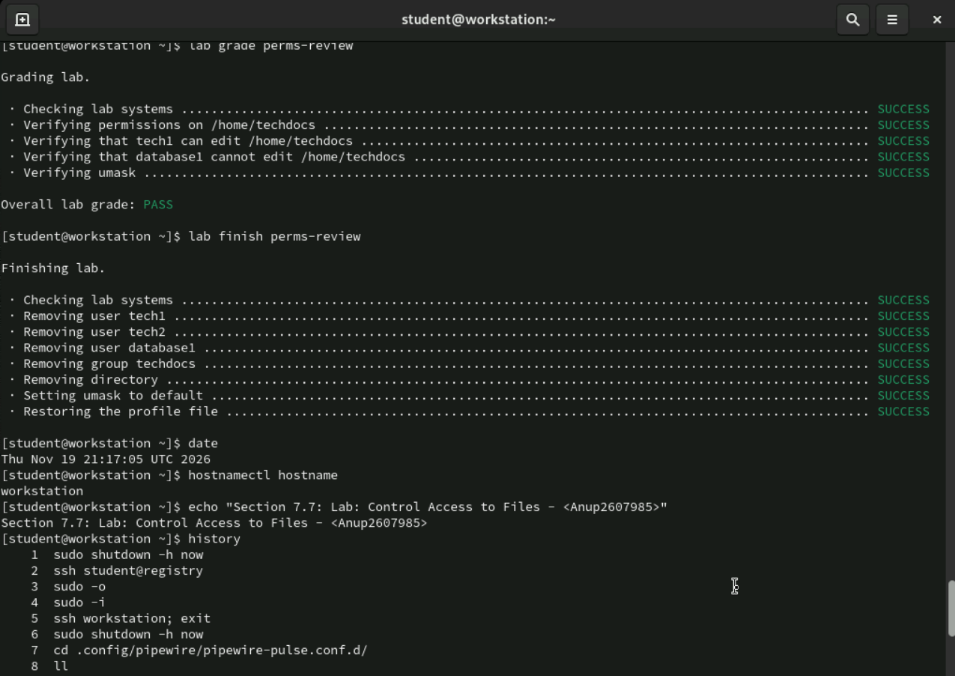 student@workstation:~
[student@workstation ~]$ lab grade perms-review
Grading lab.
· Checking lab systems .......................................................................................... SUCCESS
· Verifying permissions on /home/techdocs ....................................................................... SUCCESS
· Verifying that tech1 can edit /home/techdocs .................................................................. SUCCESS
· Verifying that database1 cannot edit /home/techdocs ........................................................... SUCCESS
· Verifying umask ............................................................................................... SUCCESS
Overall lab grade: PASS
[student@workstation ~]$ lab finish perms-review
Finishing lab.
· Checking lab systems .......................................................................................... SUCCESS
· Removing user tech1 ........................................................................................... SUCCESS
· Removing user tech2 ........................................................................................... SUCCESS
· Removing user database1 ....................................................................................... SUCCESS
· Removing group techdocs ....................................................................................... SUCCESS
· Removing directory ............................................................................................ SUCCESS
· Setting umask to default ...................................................................................... SUCCESS
· Restoring the profile file .................................................................................... SUCCESS
[student@workstation ~]$ date
Thu Nov 19 21:17:05 UTC 2026
[student@workstation ~]$ hostnamectl hostname
workstation
[student@workstation ~]$ echo "Section 7.7: Lab: Control Access to Files - <Anup2607985>"
Section 7.7: Lab: Control Access to Files - <Anup2607985>
[student@workstation ~]$ history
1 sudo shutdown -h now
2 ssh student@registry
3 sudo -o
4 sudo -i
5 ssh workstation; exit
6 sudo shutdown -h now
7 cd .config/pipewire/pipewire-pulse.conf.d/
8 ll